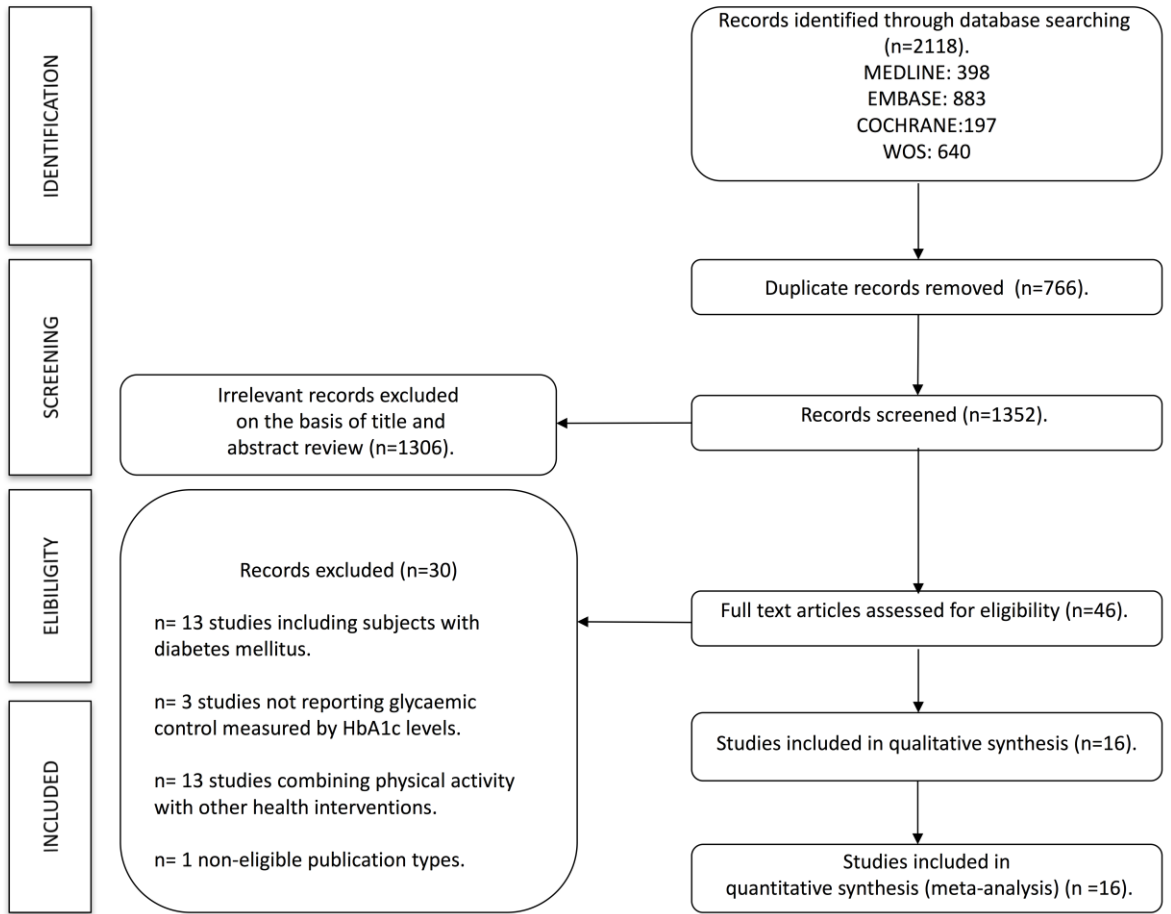 IDENTIFICATION
Records identified through database searching
(n=2118).
MEDLINE: 398
EMBASE: 883
COCHRANE:197
WOS: 640
SCREENING
Duplicate records removed (n=766).
Irrelevant records excluded
on the basis of title and
abstract review (n=1306).
Records screened (n=1352).
ELIBILIGITY
Records excluded (n=30)
n= 13 studies including subjects with
diabetes mellitus.
n= 3 studies not reporting glycaemic
control measured by HbA1c levels.
n= 13 studies combining physical activity
with other health interventions.
n= 1 non-eligible publication types.
Full text articles assessed for eligibility (n=46).
INCLUDED
Studies included in qualitative synthesis (n=16).
Studies included in
quantitative synthesis (meta-analysis) (n =16).